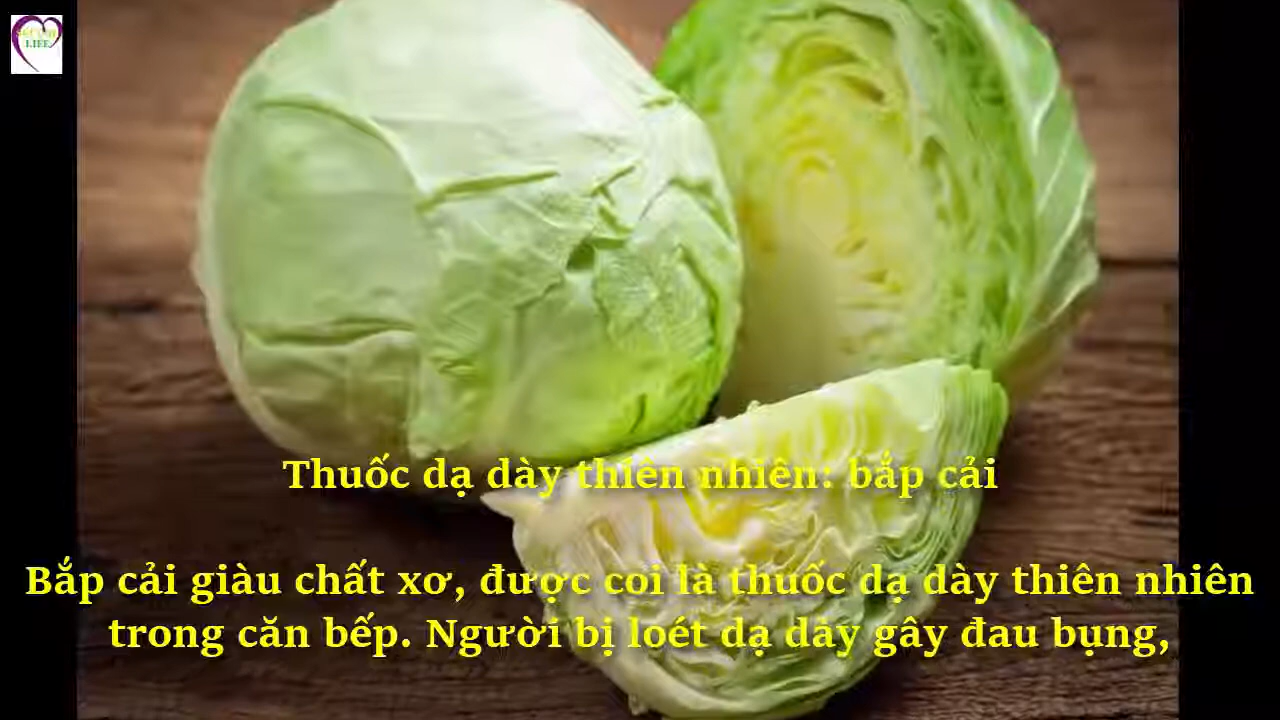 LIFE
Thuốc dạ dày thiên nhiên: bắp cải
Bắp cải giàu chất xơ, được coi là thuốc dạ dày thiên nhiên
trong căn bếp. Người bị loét dạ dày gây đau bụng,